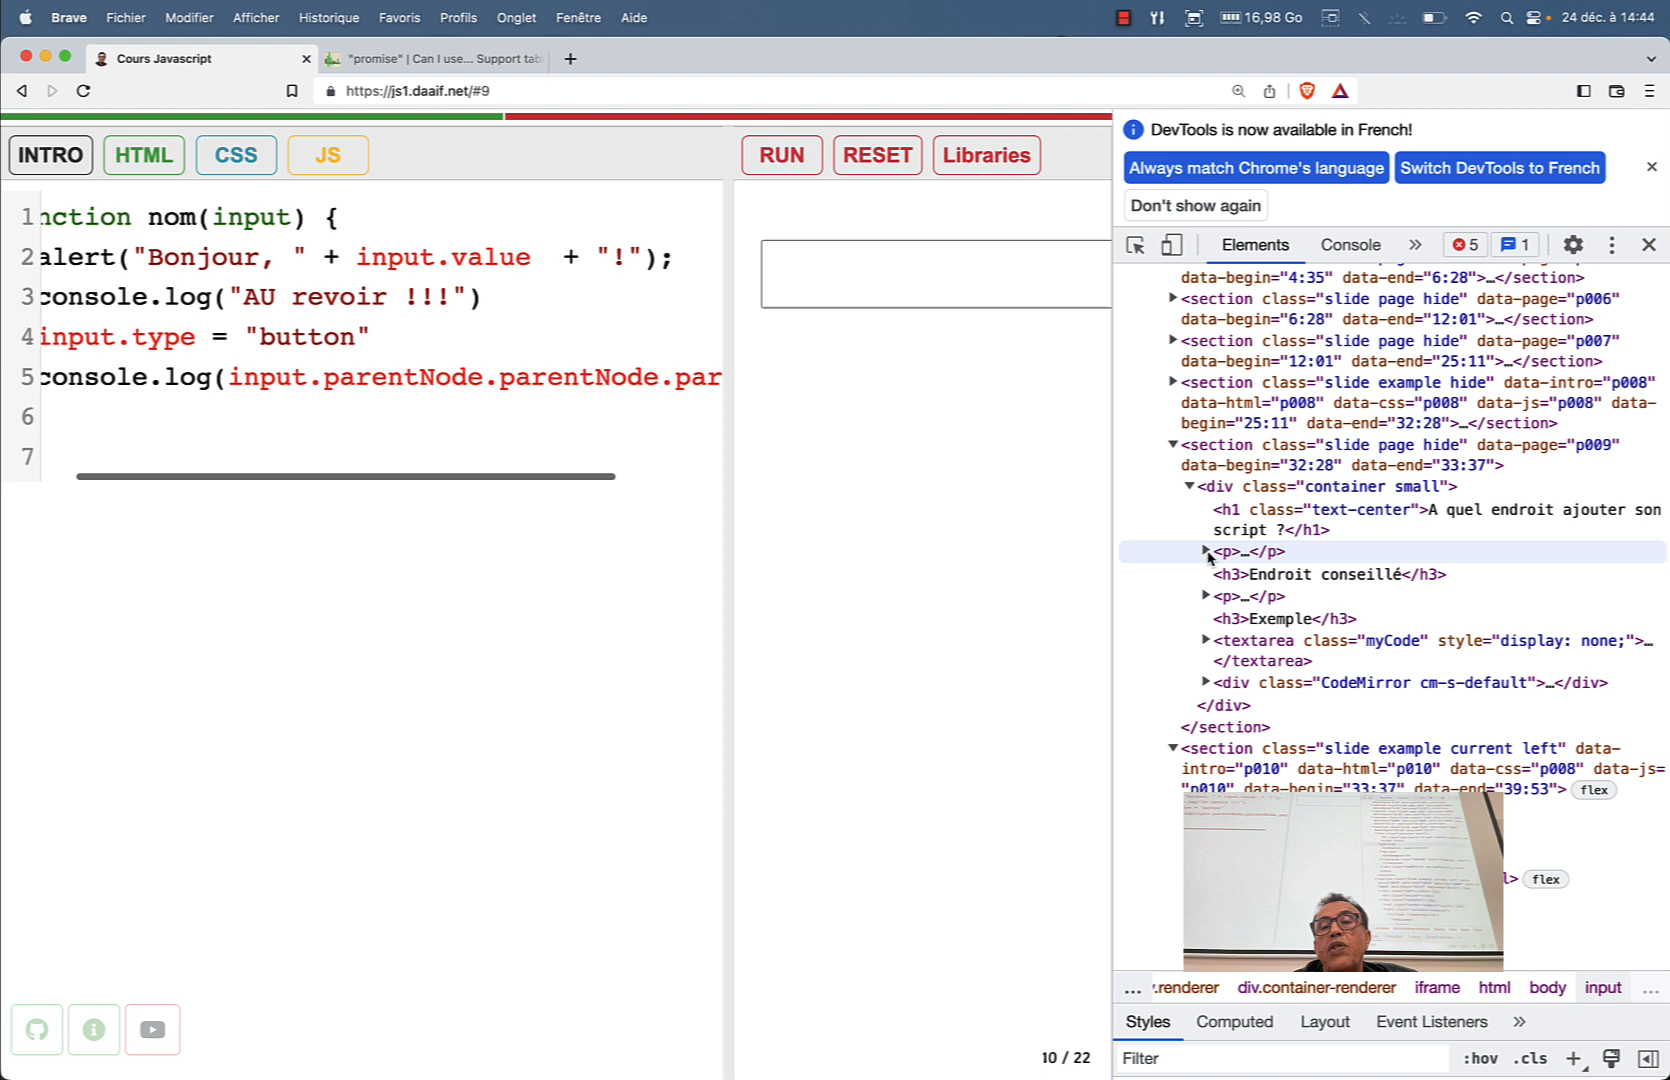 Brave Fichier Modifier Afficher Historique Favoris Profils Onglet Fenêtre Aide 16,98 Go 24 déc. à 14:44
Cours Javascript "promise" | Can I use... Support tab
https://js1.daaif.net/#9
INTRO HTML CSS JS RUN RESET Libraries
1 nction nom(input) {
2 alert("Bonjour, " + input.value + "!");
3 console.log("AU revoir !!!")
4 input.type = "button"
5 console.log(input.parentNode.parentNode.par
6
7
10 / 22
DevTools is now available in French!
Always match Chrome's language Switch DevTools to French
Don't show again
Elements Console » 5 1
data-begin="4:35" data-end="6:28">…</section>
<section class="slide page hide" data-page="p006"
data-begin="6:28" data-end="12:01">…</section>
<section class="slide page hide" data-page="p007"
data-begin="12:01" data-end="25:11">…</section>
<section class="slide example hide" data-intro="p008"
data-html="p008" data-css="p008" data-js="p008" data-
begin="25:11" data-end="32:28">…</section>
<section class="slide page hide" data-page="p009"
data-begin="32:28" data-end="33:37">
<div class="container small">
<h1 class="text-center">A quel endroit ajouter son
script ?</h1>
<p>…</p>
<h3>Endroit conseillé</h3>
<p>…</p>
<h3>Exemple</h3>
<textarea class="myCode" style="display: none;">…
</textarea>
<div class="CodeMirror cm-s-default">…</div>
</div>
</section>
<section class="slide example current left" data-
intro="p010" data-html="p010" data-css="p008" data-js=
"p010" data-begin="33:37" data-end="39:53"> flex
l> flex
... v.renderer div.container-renderer iframe html body input ...
Styles Computed Layout Event Listeners »
Filter :hov .cls +